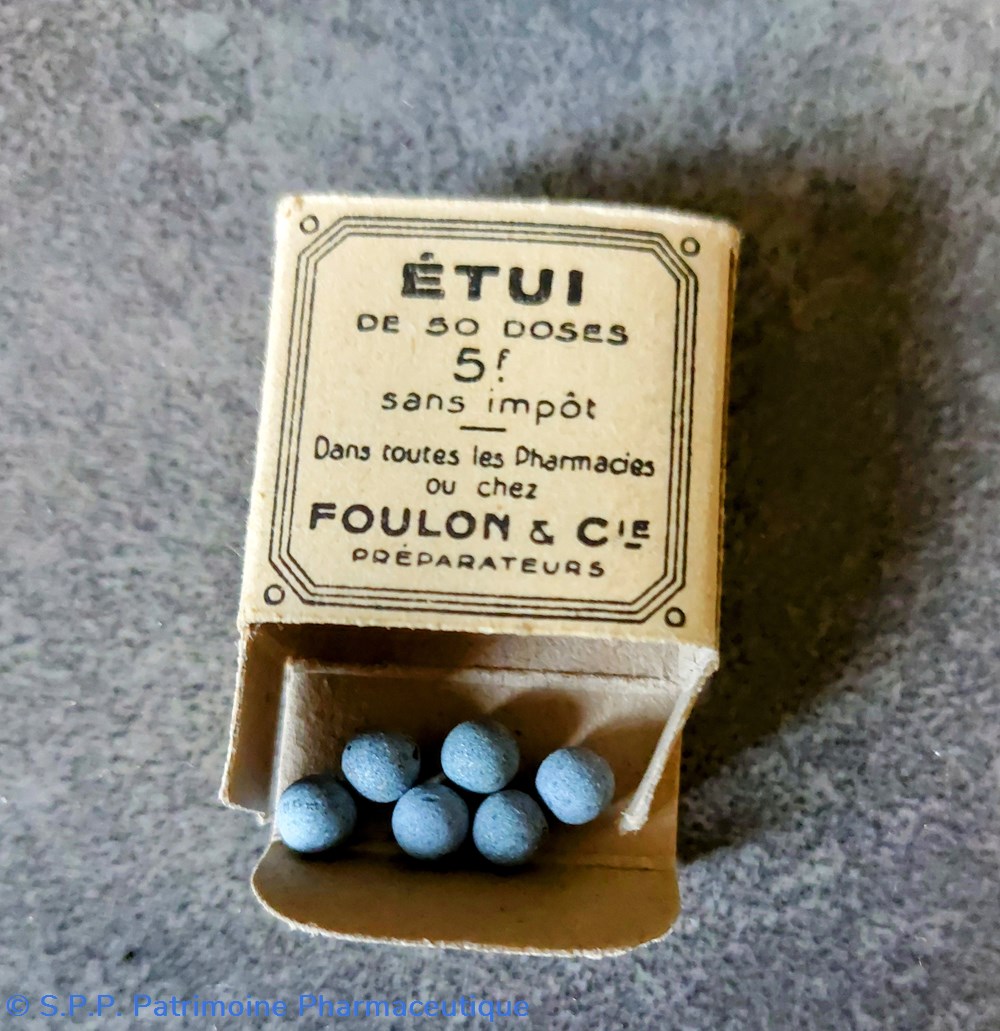 ÉTUI
DE 50 DOSES
5f
sans impôt
Dans toutes les Pharmacies
ou chez
FOULON & CIE
PRÉPARATEURS
© S.P.P. Patrimoine Pharmaceutique